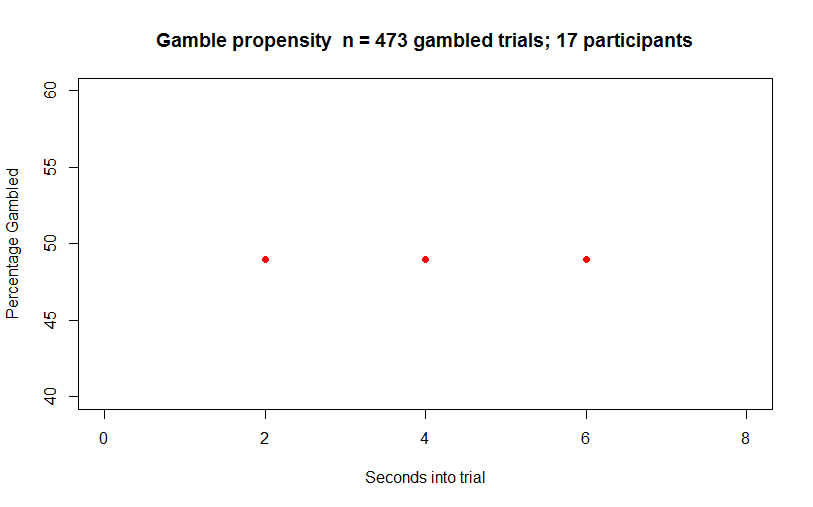 Gamble propensity  n = 473 gambled trials; 17 participants
Percentage Gambled
60
55
50
45
40
0 2 4 6 8
Seconds into trial